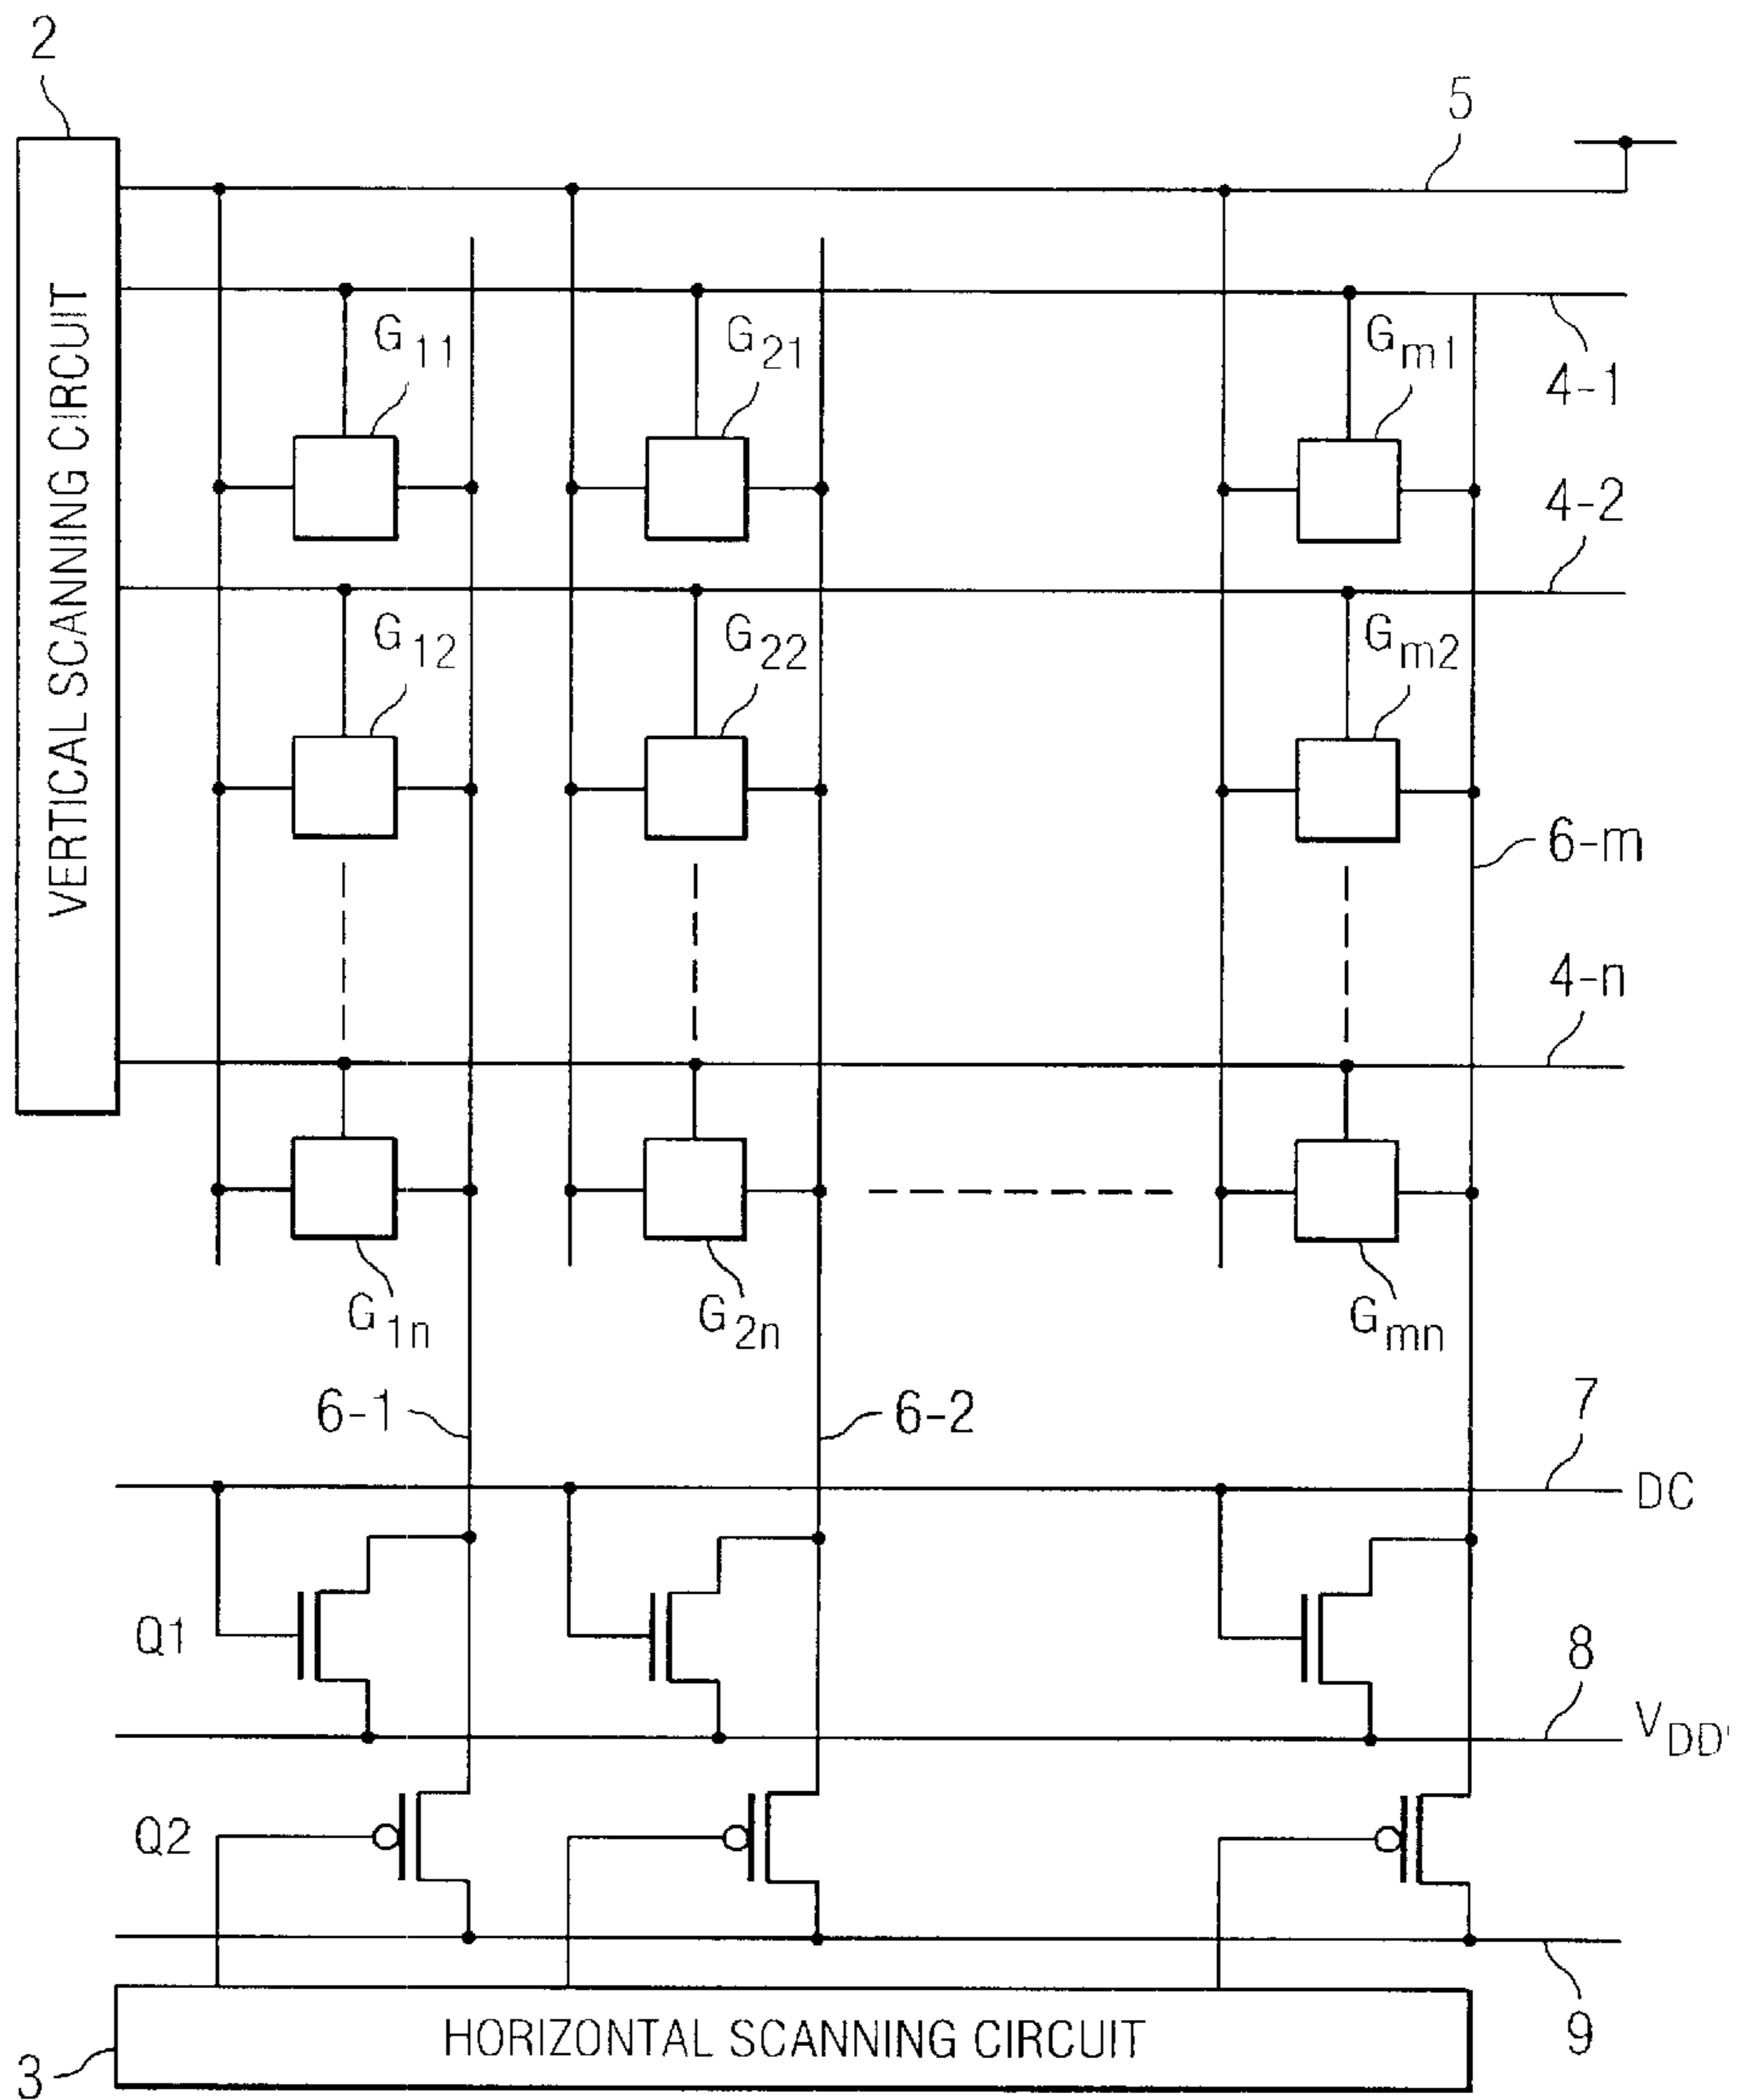 2
5
VERTICAL SCANNING CIRCUIT
G11
G21
Gm1
4-1
4-2
G12
G22
Gm2
6-m
4-n
G1n
G2n
Gmn
6-1
6-2
7
DC
Q1
8
VDD'
Q2
HORIZONTAL SCANNING CIRCUIT
9
3